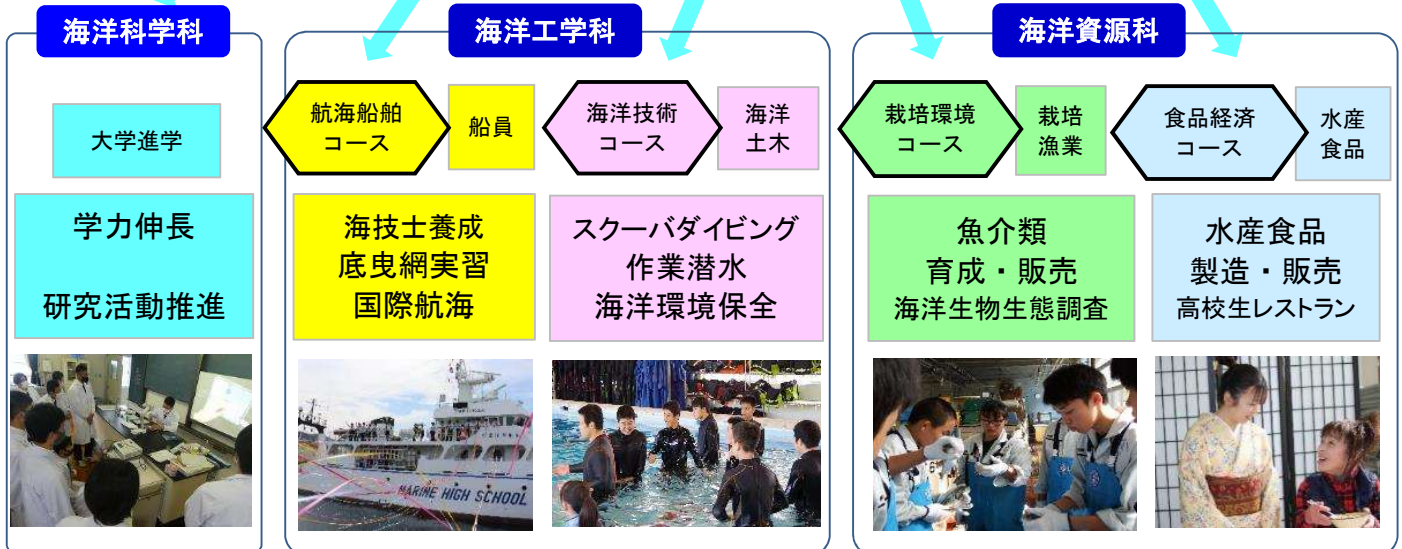 海洋科学科
大学進学
学力伸長
研究活動推進
海洋工学科
航海船舶
コース
船員
海技士養成
底曳網実習
国際航海
MARINE HIGH SCHOOL
海洋技術
コース
海洋
土木
スクーバダイビング
作業潜水
海洋環境保全
海洋資源科
栽培環境
コース
栽培
漁業
魚介類
育成・販売
海洋生物生態調査
食品経済
コース
水産
食品
水産食品
製造・販売
高校生レストラン